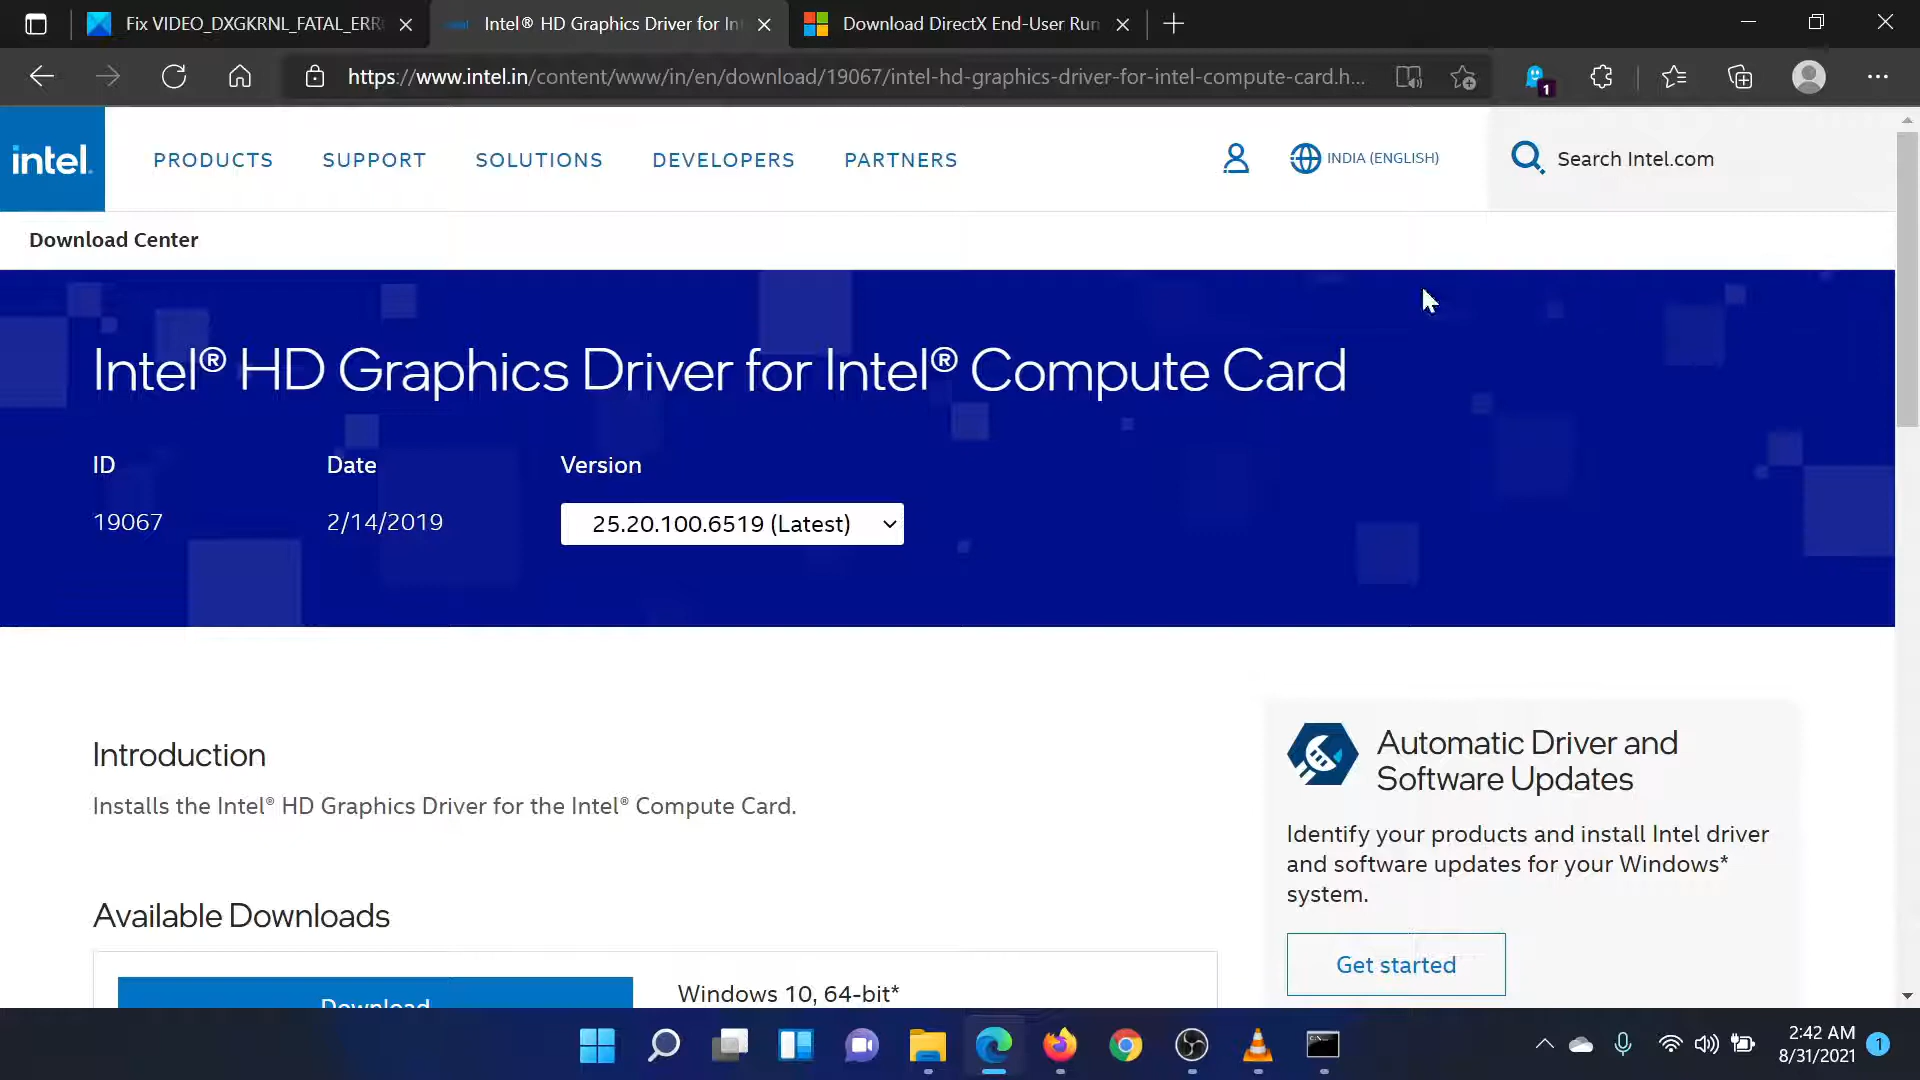 Fix VIDEO_DXGKRNL_FATAL_ERR
Intel® HD Graphics Driver for In
Download DirectX End-User Run
https://www.intel.in/content/www/in/en/download/19067/intel-hd-graphics-driver-for-intel-compute-card.h...
1
intel.
PRODUCTS
SUPPORT
SOLUTIONS
DEVELOPERS
PARTNERS
INDIA (ENGLISH)
Search Intel.com
Download Center
Intel® HD Graphics Driver for Intel® Compute Card
ID
Date
Version
19067
2/14/2019
25.20.100.6519 (Latest)
Introduction
Installs the Intel® HD Graphics Driver for the Intel® Compute Card.
Automatic Driver and
Software Updates
Identify your products and install Intel driver
and software updates for your Windows*
system.
Get started
Available Downloads
Download
Windows 10, 64-bit*
2:42 AM
8/31/2021
1